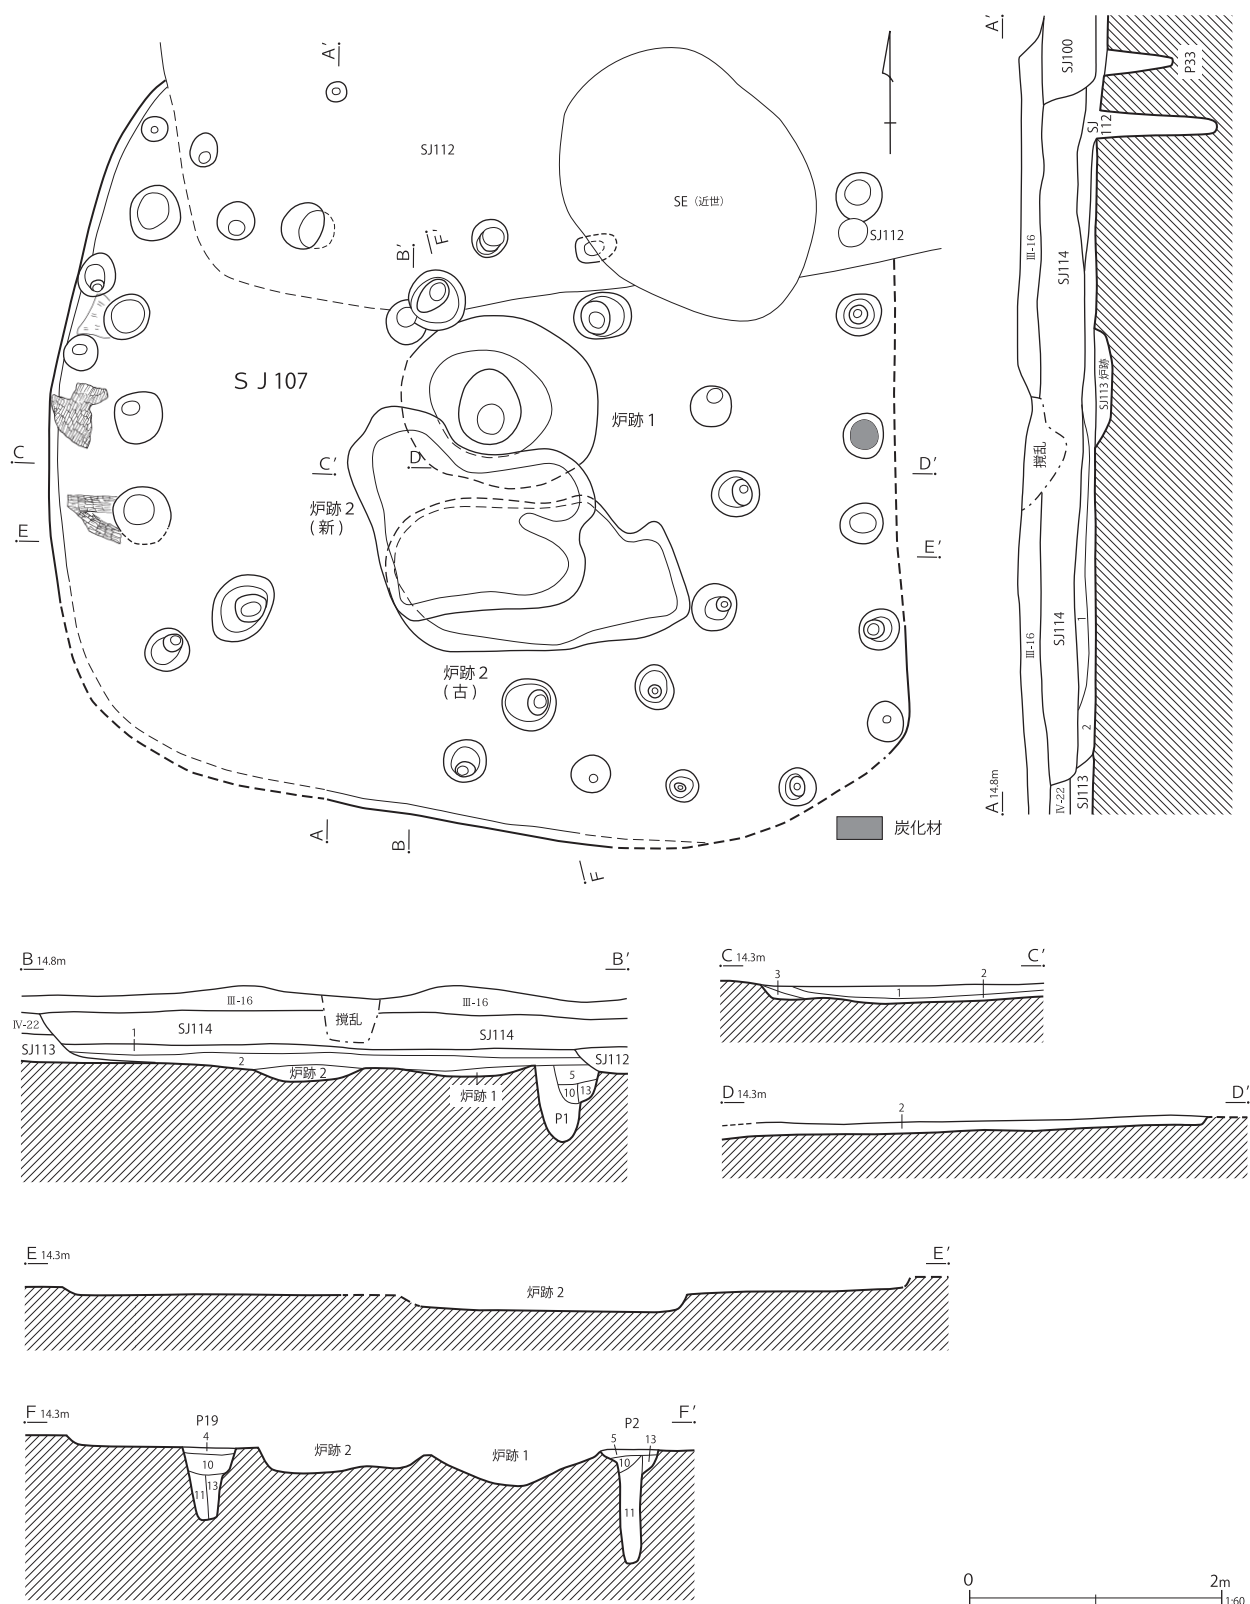 A′
SJ112
SE（近世）
SJ112
B′
F′
ＳＪ107
炉跡１
C
C′
D
D′
炉跡２
(新)
E
E′
炉跡２
(古)
A
B
F
炭化材
A′
SJ100
P33
SJ
112
Ⅲ-16
SJ114
SJ113 炉跡
撹乱
Ⅲ-16
SJ114
1
2
A 14.8m
Ⅳ-22
SJ113
B 14.8m
B′
Ⅲ-16
Ⅲ-16
撹乱
Ⅳ-22
SJ114
SJ114
SJ113
1
2
SJ112
炉跡２
炉跡１
5
10
13
P1
C 14.3m
C′
3
1
2
D 14.3m
D′
2
E 14.3m
E′
炉跡２
F 14.3m
F′
P19
4
10
11
13
炉跡２
炉跡１
P2
5
13
10
11
0
2m
1:60